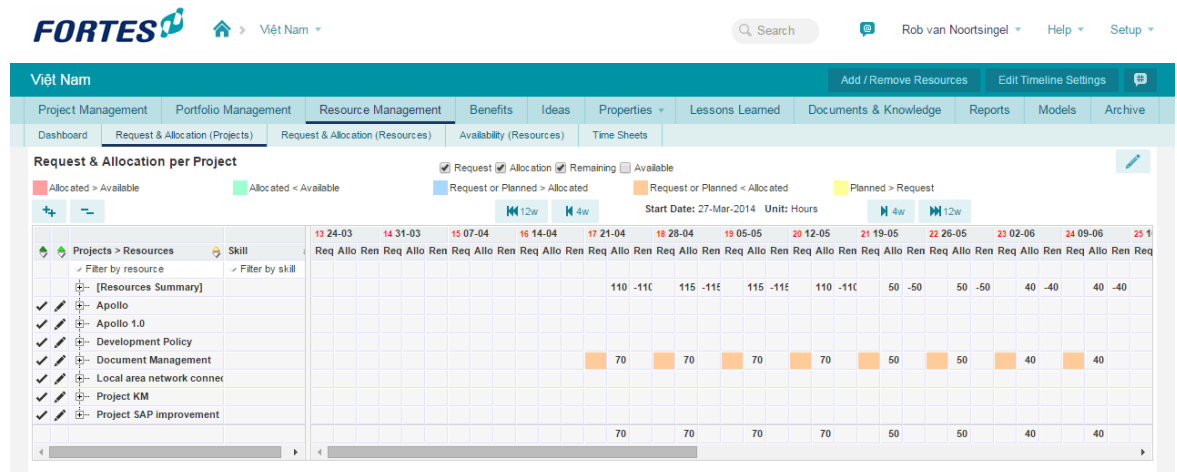 FORTES > Việt Nam Search Rob van Noortsingel Help Setup
Việt Nam Add / Remove Resources Edit Timeline Settings #
Project Management Portfolio Management Resource Management Benefits Ideas Properties Lessons Learned Documents & Knowledge Reports Models Archive
Dashboard Request & Allocation (Projects) Request & Allocation (Resources) Availability (Resources) Time Sheets
Request & Allocation per Project
Request Allocation Remaining Available
Allocated > Available Allocated < Available Request or Planned > Allocated Request or Planned < Allocated Planned > Request
12w 4w Start Date: 27-Mar-2014 Unit: Hours 4w 12w
13 24-03 14 31-03 15 07-04 16 14-04 17 21-04 18 28-04 19 05-05 20 12-05 21 19-05 22 26-05 23 02-06 24 09-06 25
Projects > Resources Skill Req Allo Ren Req Allo Ren Req Allo Ren Req Allo Ren Req Allo Ren Req Allo Ren Req Allo Ren Req Allo Ren Req Allo Ren Req Allo Ren Req Allo Ren Req Allo Ren Req
Filter by resource Filter by skill
[Resources Summary] 110 -110 115 -115 115 -115 110 -110 50 -50 50 -50 40 -40 40 -40
Apollo
Apollo 1.0
Development Policy
Document Management 70 70 70 70 50 50 40 40
Local area network connec
Project KM
Project SAP improvement
70 70 70 70 50 50 40 40